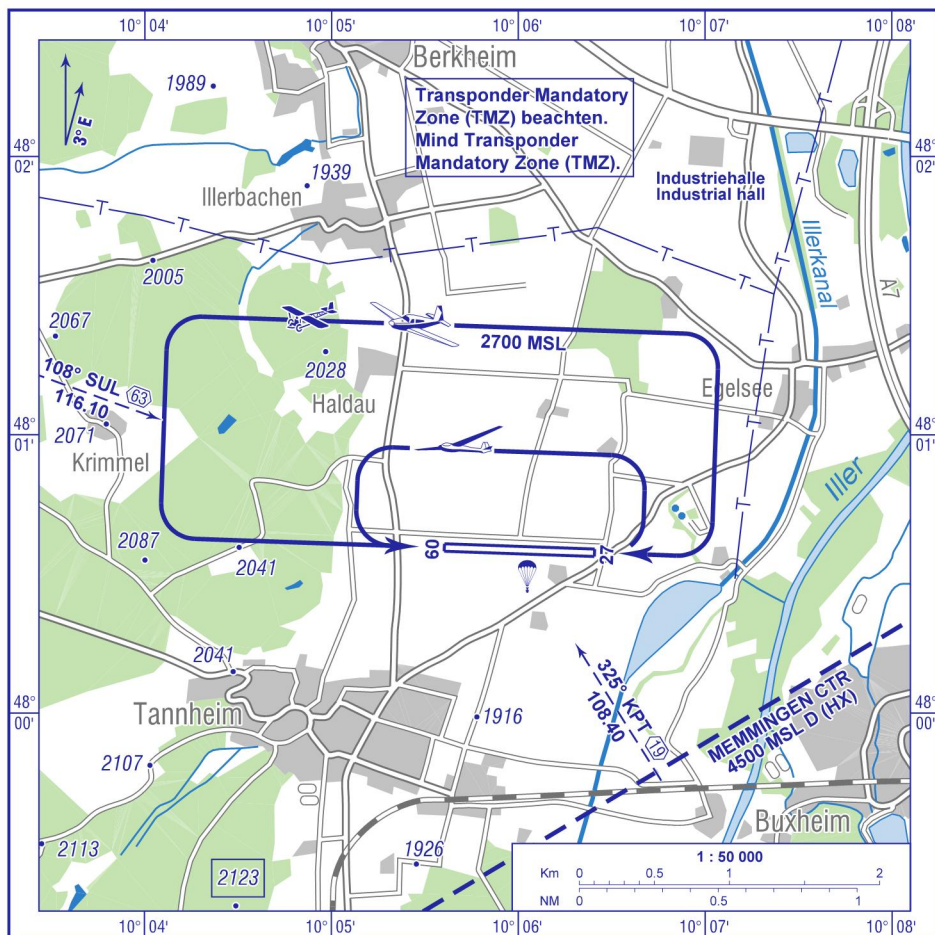 10° 04'
10° 05'
10° 06'
10° 07'
10° 08'
Berkheim
1989
Transponder Mandatory
Zone (TMZ) beachten.
Mind Transponder
Mandatory Zone (TMZ).
3° E
48°
02'
48°
02'
1939
Illerbachen
Industriehalle
Industrial hall
Illerkanal
T
T
T
T
T
T
T
T
T
T
2005
A7
2067
2700 MSL
2028
108° SUL 63
116.10
Haldau
Egelsee
2071
48°
01'
48°
01'
Krimmel
Iller
2087
2041
09
27
2041
325° KPT 19
108.40
48°
00'
48°
00'
Tannheim
1916
MEMMINGEN CTR
4500 MSL D (HX)
2107
Buxheim
2113
1926
2123
1 : 50 000
Km 0 0.5 1 2
NM 0 0.5 1
10° 04'
10° 05'
10° 06'
10° 07'
10° 08'